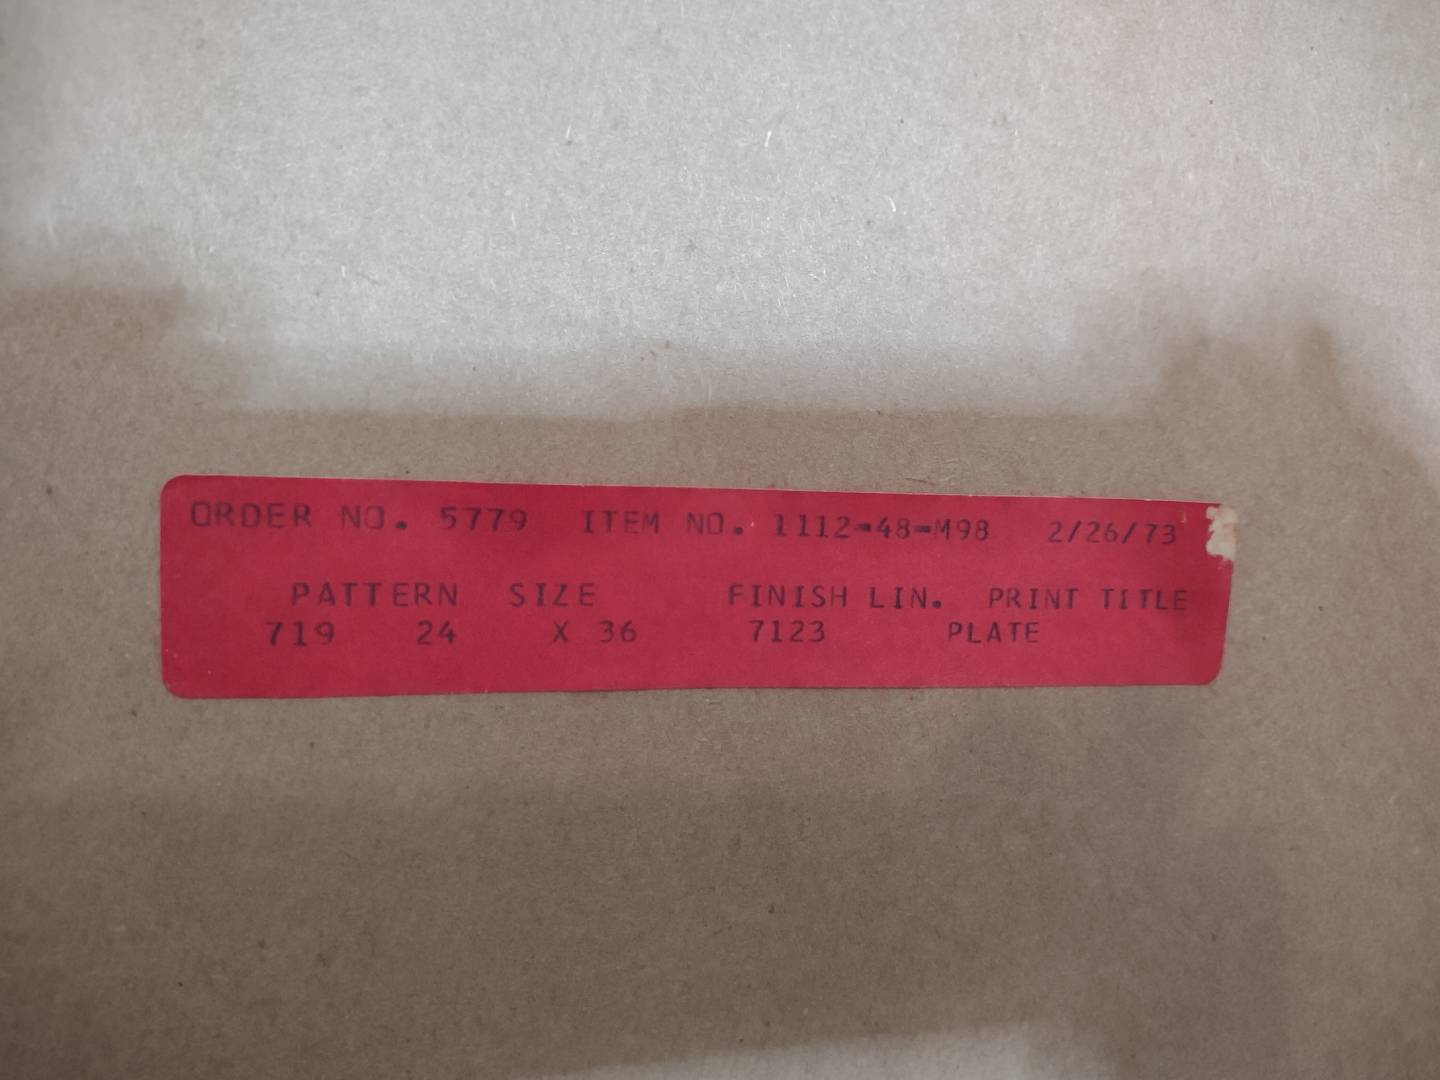 ORDER NO. 5779 ITEM NO. 1112-48-M98 2/26/73
PATTERN SIZE FINISH LIN. PRINT TITLE
719 24 X 36 7123 PLATE